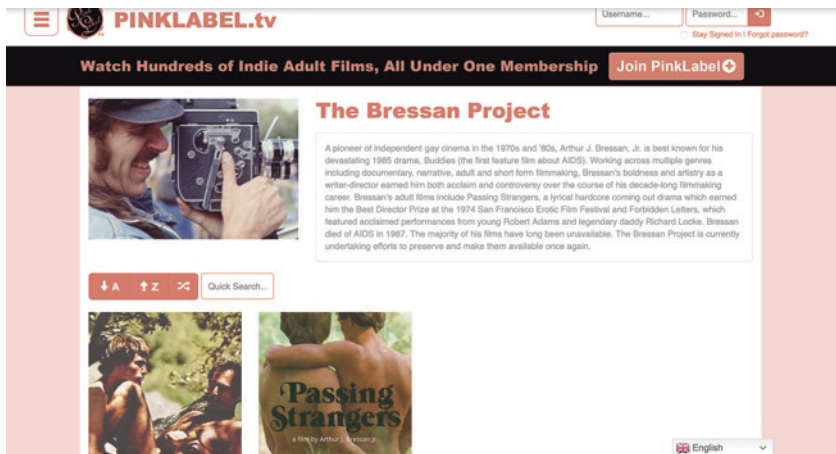 PINKLABEL.tv
Username...
Password...
Stay Signed In | Forgot password?
Watch Hundreds of Indie Adult Films, All Under One Membership
Join PinkLabel
The Bressan Project
A pioneer of independent gay cinema in the 1970s and '80s, Arthur J. Bressan, Jr. is best known for his
devastating 1985 drama, Buddies (the first feature film about AIDS). Working across multiple genres
including documentary, narrative, adult and short form filmmaking, Bressan's boldness and artistry as a
writer-director earned him both acclaim and controversy over the course of his decade-long filmmaking
career. Bressan's adult films include Passing Strangers, a lyrical hardcore coming out drama which earned
him the Best Director Prize at the 1974 San Francisco Erotic Film Festival and Forbidden Letters, which
featured acclaimed performances from young Robert Adams and legendary daddy Richard Locke. Bressan
died of AIDS in 1987. The majority of his films have long been unavailable. The Bressan Project is currently
undertaking efforts to preserve and make them available once again.
A
Z
Quick Search...
Passing
Strangers
a film by Arthur J. Bressan jr.
English